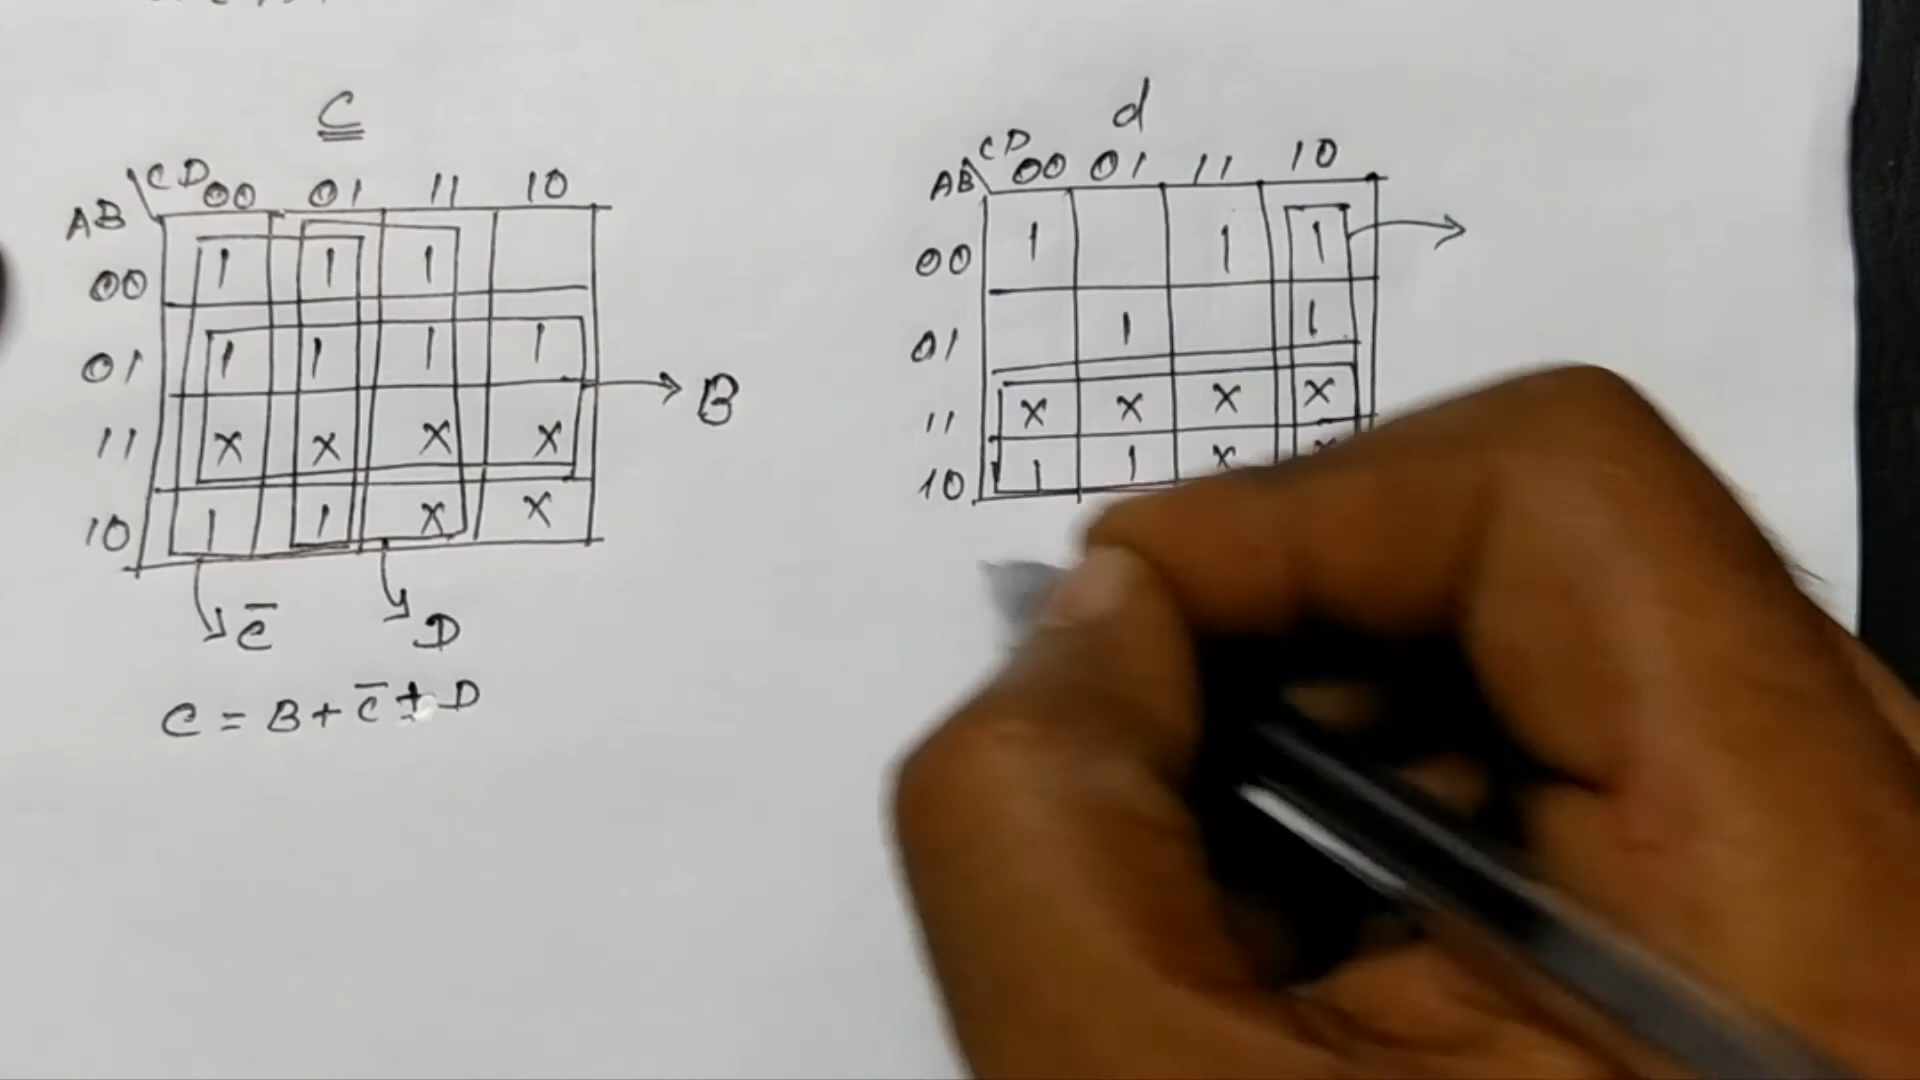 C
CD 00 01 11 10
AB
00 1 1 1
01 1 1 1 1
→ B
11 x x x x
10 1 1 x x
C̅ D
C = B + C̅ + D
d
CD
AB 00 01 11 10
00 1 1 1
01 1 1
11 x x x x
10 1 1 x